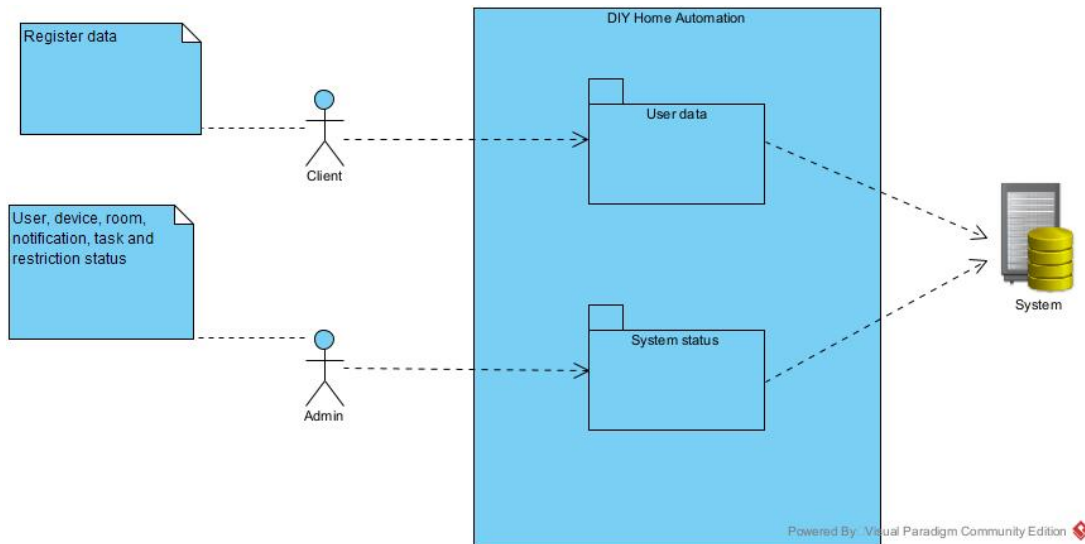 DIY Home Automation
Register data
User data
Client
User, device, room,
notification, task and
restriction status
System
System status
Admin
Powered By: Visual Paradigm Community Edition